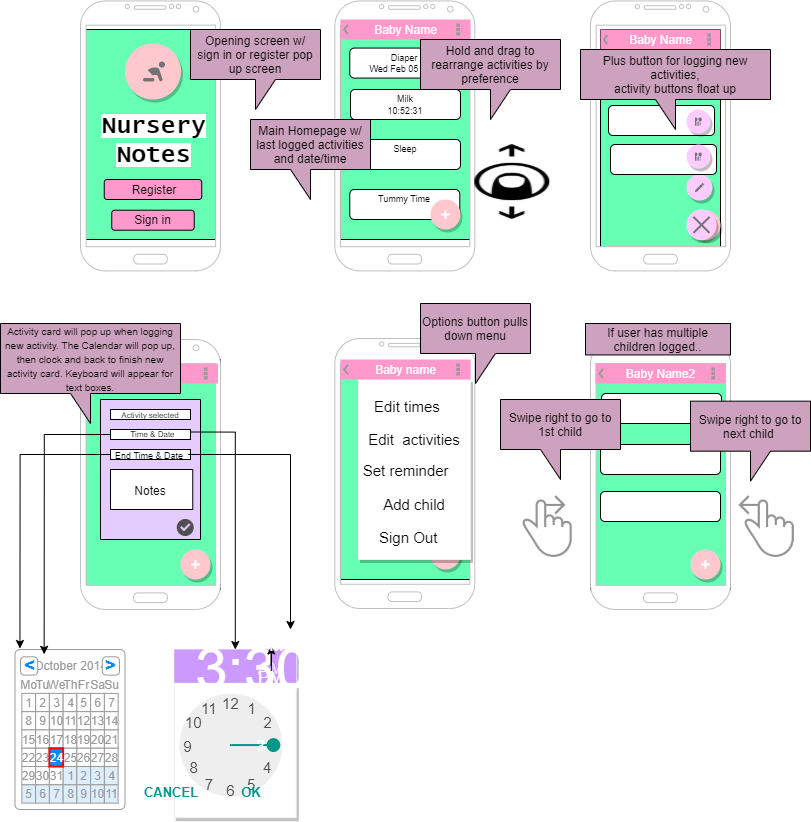 Opening screen w/
sign in or register pop
up screen
Nursery
Notes
Register
Sign in
Baby Name
Diaper
Wed Feb 05
Milk
10:52:31
Sleep
Tummy Time
+
Hold and drag to
rearrange activities by
preference
Main Homepage w/
last logged activities
and date/time
Baby Name
Plus button for logging new
activities,
activity buttons float up
Activity card will pop up when logging
new activity. The Calendar will pop up,
then clock and back to finish new
activity card. Keyboard will appear for
text boxes.
Activity selected
Time & Date
End Time & Date
Notes
+
Options button pulls
down menu
Baby name
Edit times
Edit activities
Set reminder
Add child
Sign Out
If user has multiple
children logged..
Baby Name2
Swipe right to go to
1st child
Swipe right to go to
next child
+
< October 2014 >
Mo Tu We Th Fr Sa Su
1 2 3 4 5 6 7
8 9 10 11 12 13 14
15 16 17 18 19 20 21
22 23 24 25 26 27 28
29 30 31 1 2 3 4
5 6 7 8 9 10 11
3:30
12
11 1
10 2
9 3
8 4
7 6 5
CANCEL OK